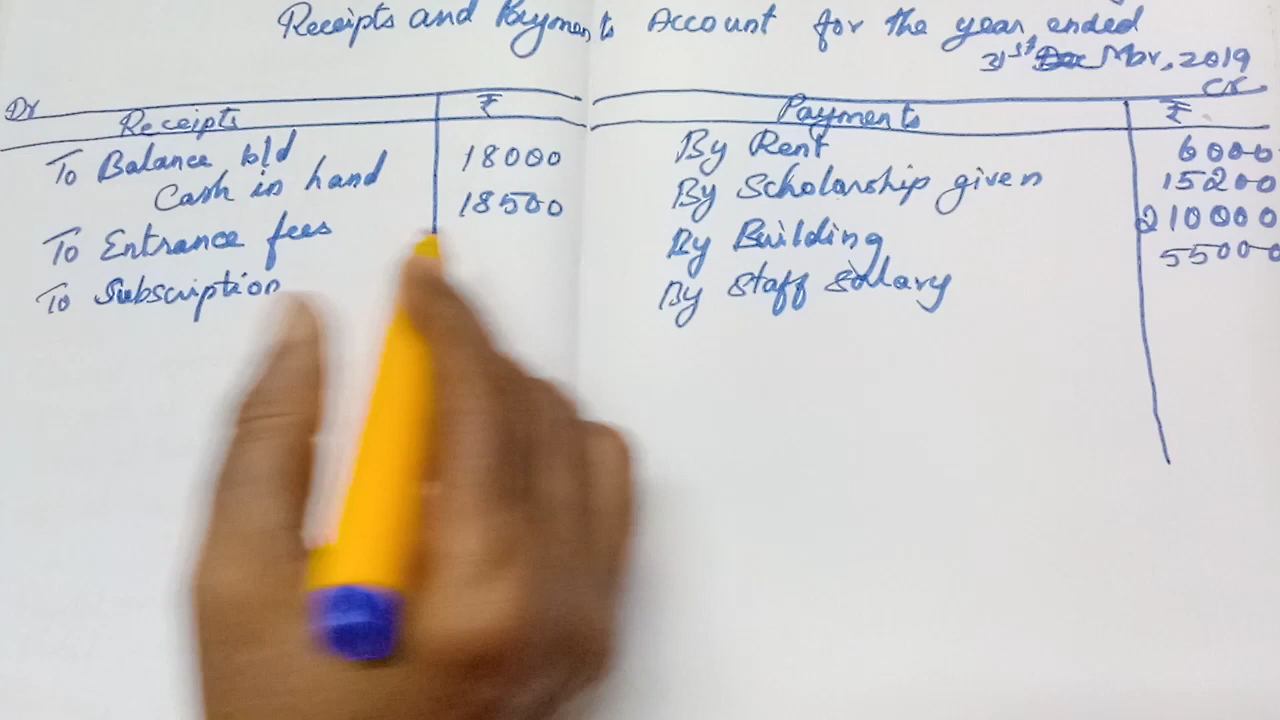 Receipts and Payments Account for the year ended
31st Mar, 2019
Dr
Cr
Receipts ₹
To Balance b/d
Cash in hand 18000
To Entrance fees 18500
To Subscription
Payments ₹
By Rent 6000
By Scholarship given 15200
By Building 210000
By Staff Salary 55000